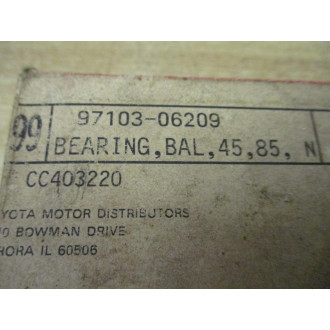 99
97103-06209
BEARING,BAL,45,85, N
CC403220
YOTA MOTOR DISTRIBUTORS
0 BOWMAN DRIVE
RORA IL 60506